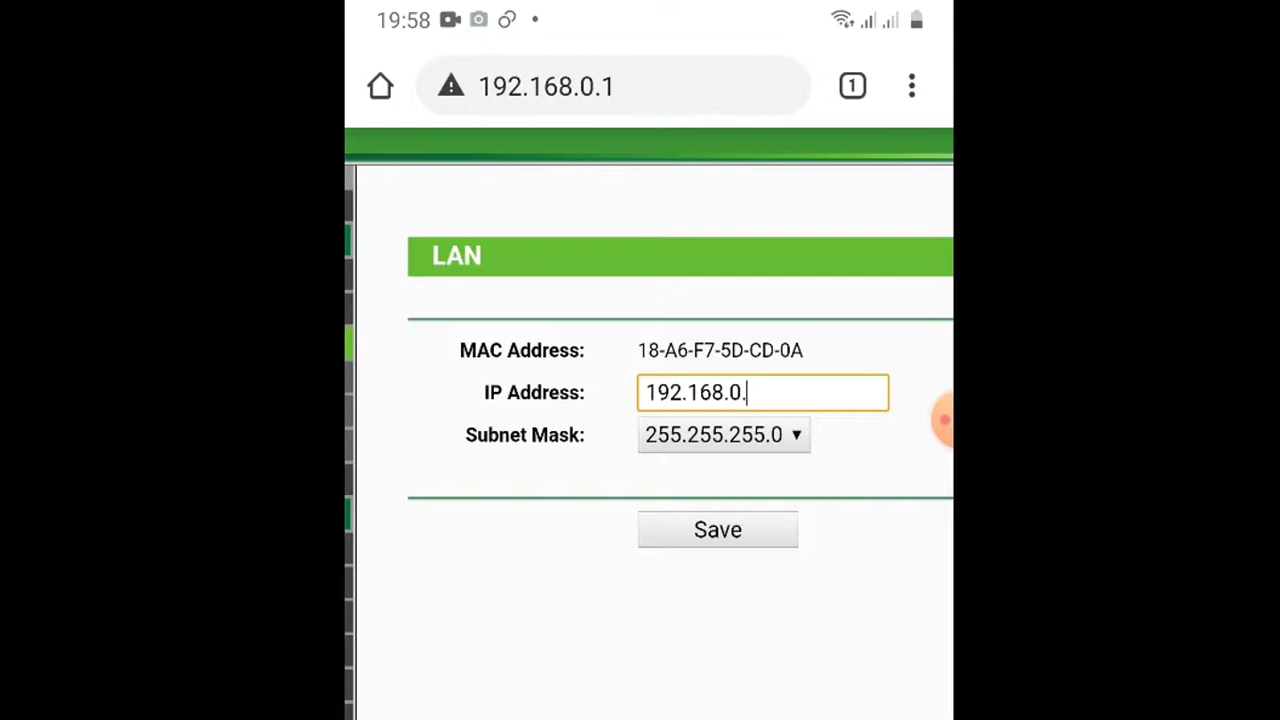 19:58
192.168.0.1
1
LAN
MAC Address: 18-A6-F7-5D-CD-0A
IP Address: 192.168.0.
Subnet Mask: 255.255.255.0
Save